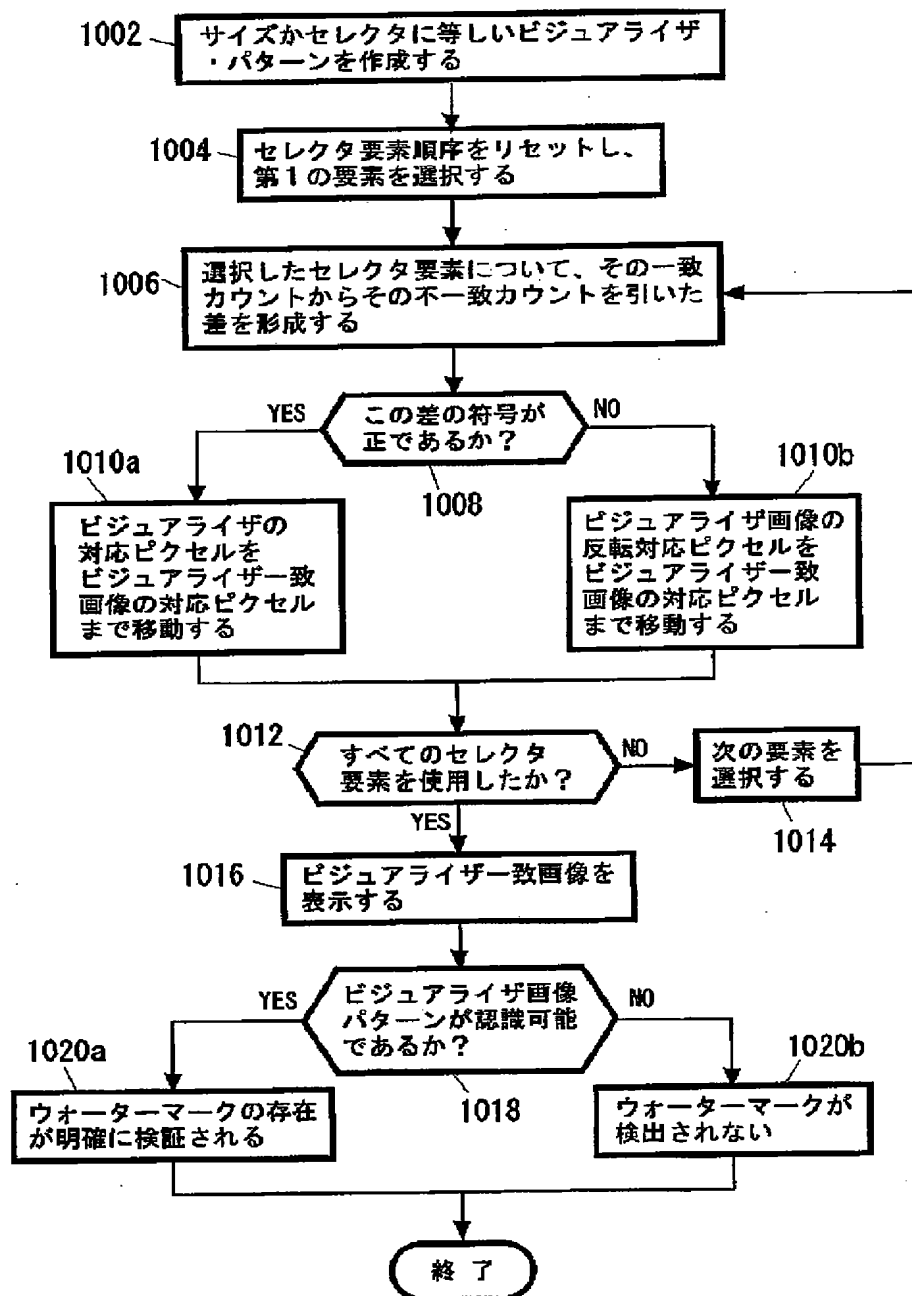 1002
サイズかセレクタに等しいビジュアライザ
・パターンを作成する
1004
セレクタ要素順序をリセットし、
第1の要素を選択する
1006
選択したセレクタ要素について、その一致
カウントからその不一致カウントを引いた
差を形成する
YES
この差の符号が
正であるか?
NO
1008
1010a
ビジュアライザの
対応ピクセルを
ビジュアライザー致
画像の対応ピクセル
まで移動する
1010b
ビジュアライザ画像の
反転対応ピクセルを
ビジュアライザー致
画像の対応ピクセル
まで移動する
1012
すべてのセレクタ
要素を使用したか?
NO
次の要素を
選択する
1014
YES
1016
ビジュアライザー致画像を
表示する
YES
ビジュアライザ画像
パターンが認識可能
であるか?
NO
1018
1020a
ウォーターマークの存在
が明確に検証される
1020b
ウォーターマークが
検出されない
終了